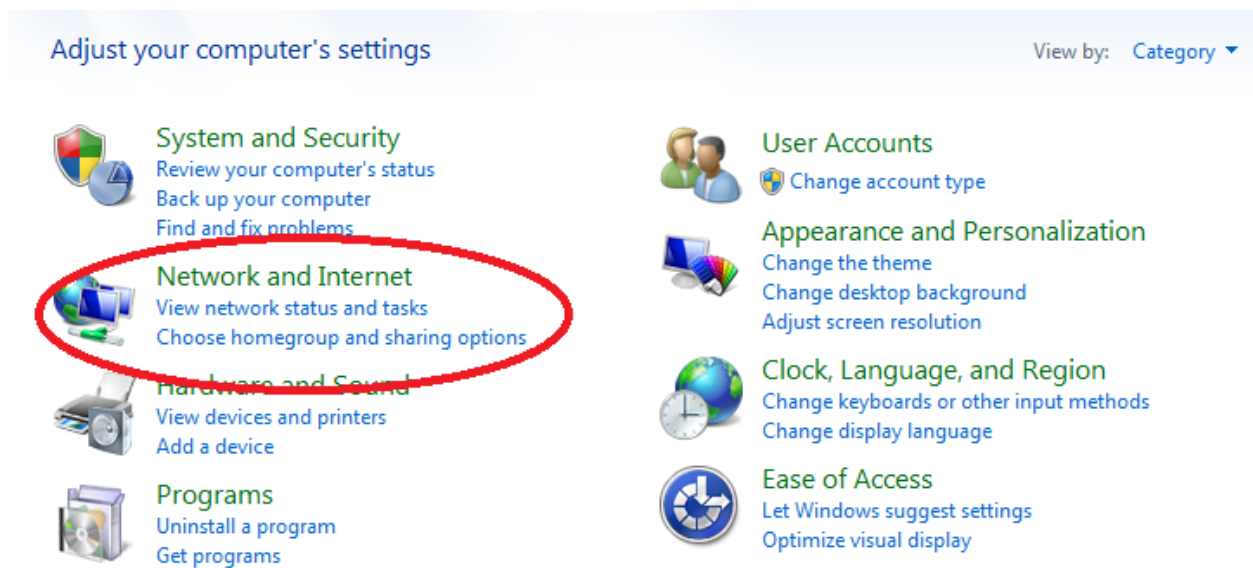 Adjust your computer's settings
View by: Category
System and Security
Review your computer's status
Back up your computer
Find and fix problems
Network and Internet
View network status and tasks
Choose homegroup and sharing options
Hardware and Sound
View devices and printers
Add a device
Programs
Uninstall a program
Get programs
User Accounts
Change account type
Appearance and Personalization
Change the theme
Change desktop background
Adjust screen resolution
Clock, Language, and Region
Change keyboards or other input methods
Change display language
Ease of Access
Let Windows suggest settings
Optimize visual display